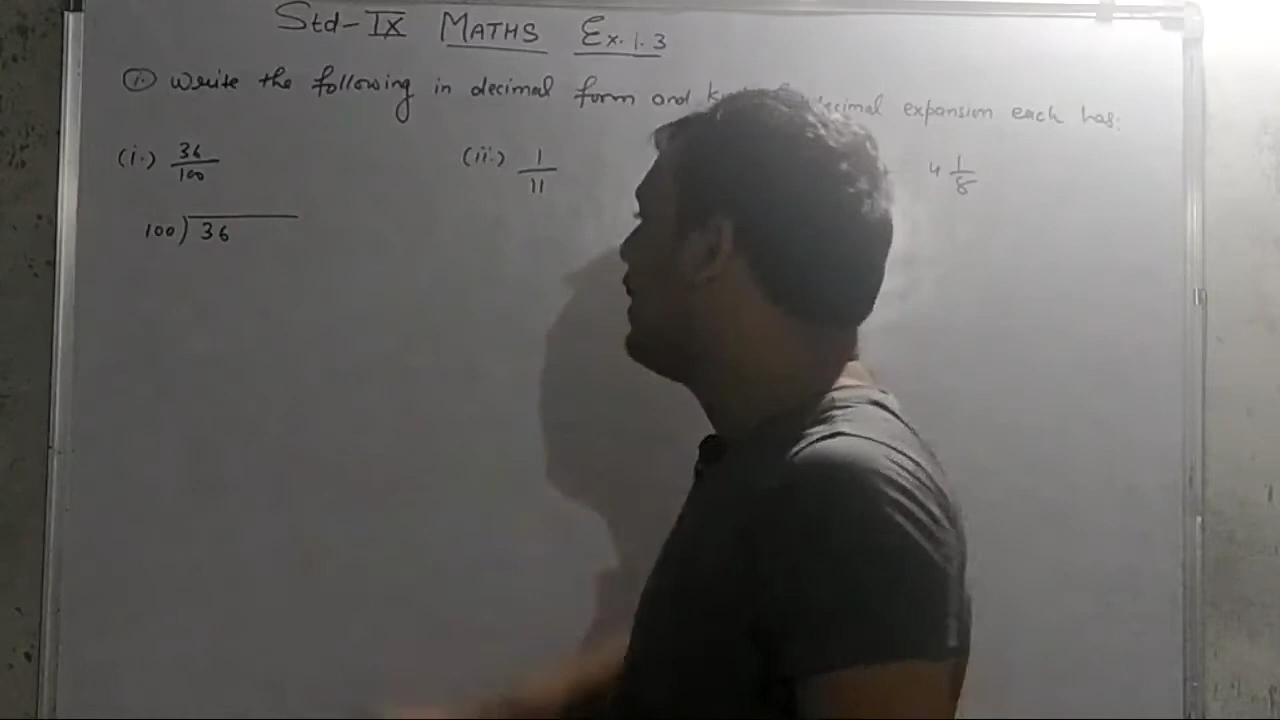 Std-IX MATHS Ex.1.3
① Write the following in decimal form and decimal expansion each has:
(i.) 36/100 (ii.) 1/11 4 1/8
100) 36